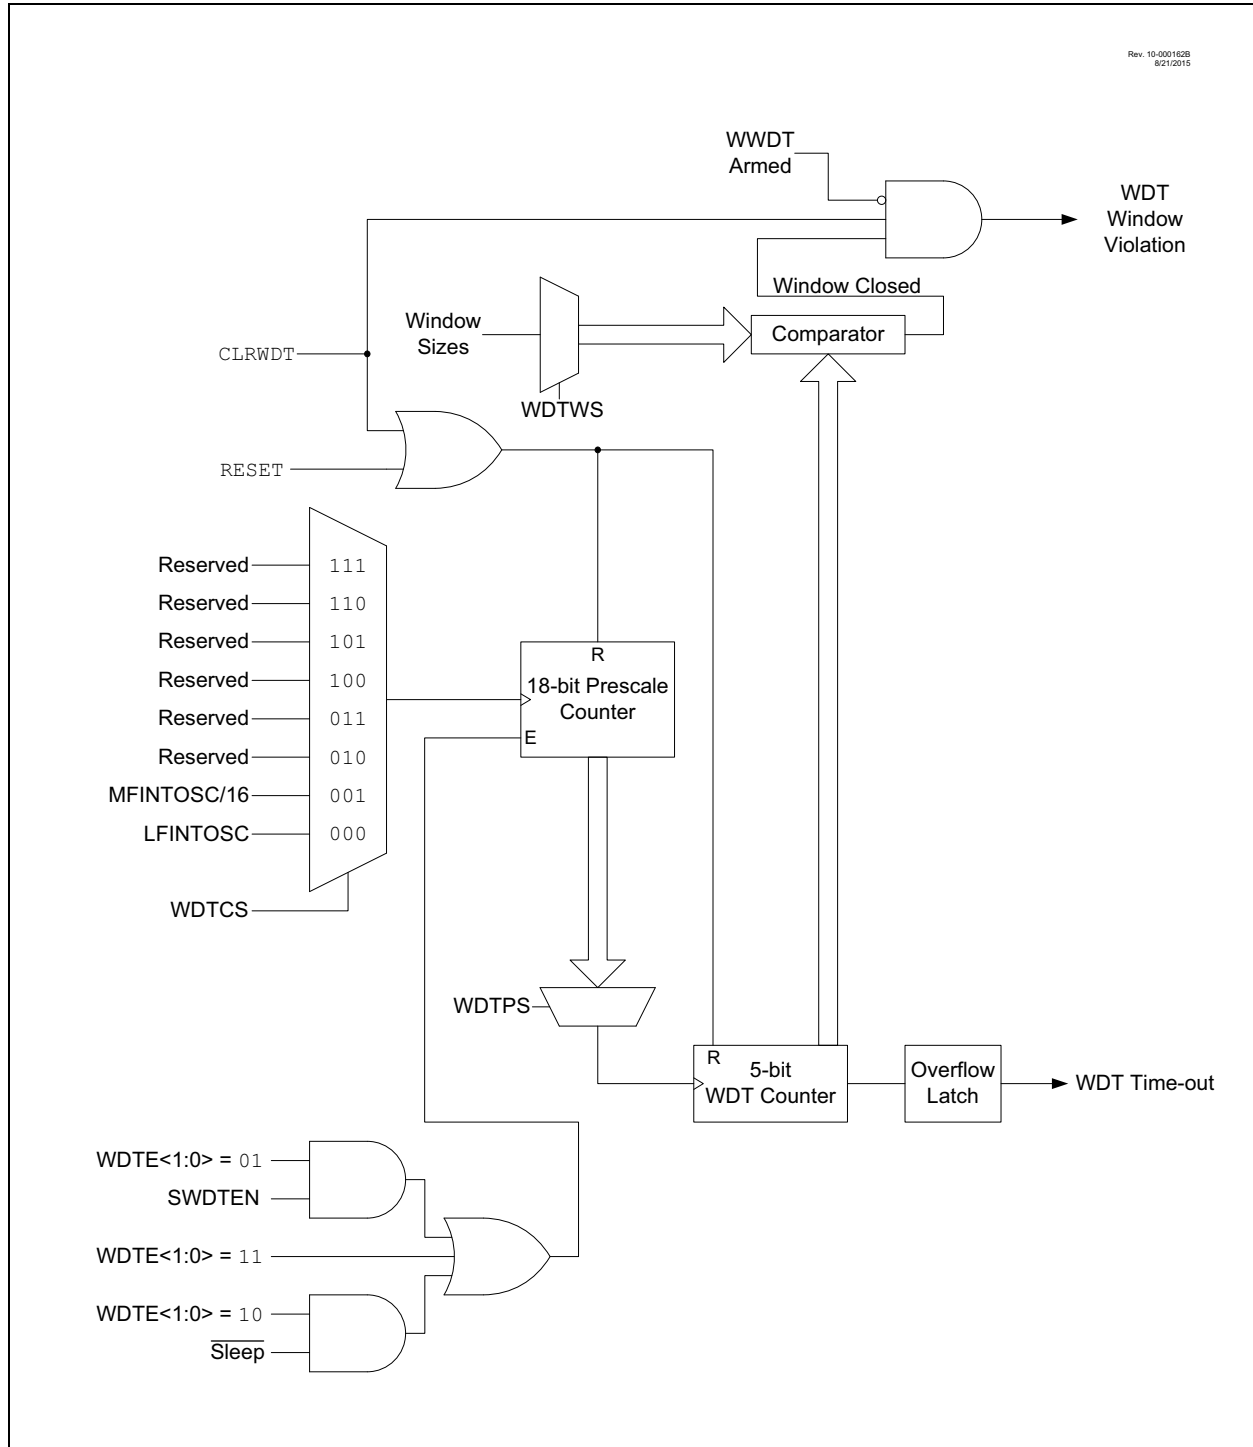 Rev. 10-000162B
8/21/2015
WWDT
Armed
WDT
Window
Violation
Window Closed
Window
Sizes
Comparator
CLRWDT
WDTWS
RESET
Reserved 111
Reserved 110
Reserved 101
Reserved 100
Reserved 011
Reserved 010
MFINTOSC/16 001
LFINTOSC 000
WDTCS
R
18-bit Prescale
Counter
E
WDTPS
R
5-bit
WDT Counter
Overflow
Latch
WDT Time-out
WDTE<1:0> = 01
SWDTEN
WDTE<1:0> = 11
WDTE<1:0> = 10
Sleep